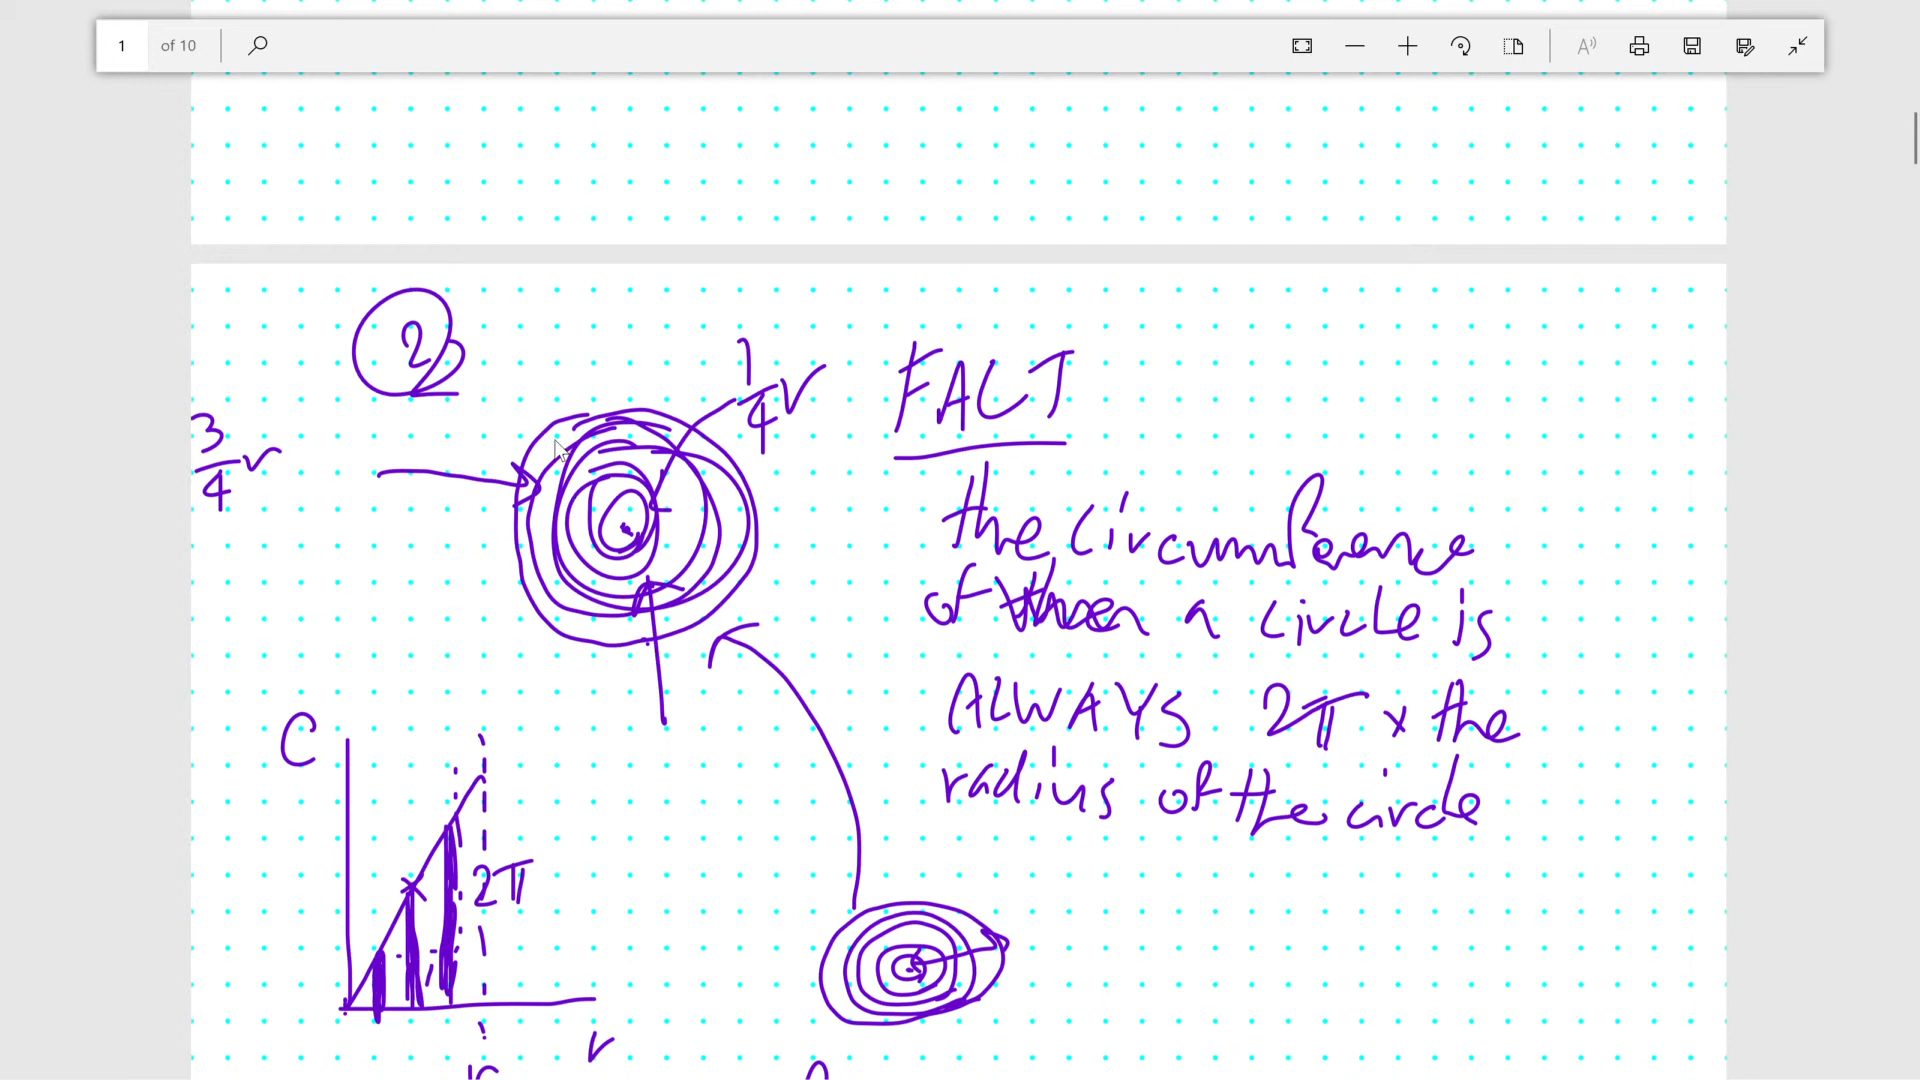 1 of 10
2
1/4 r
3/4 r
FACT
the circumference
of a circle is
ALWAYS 2π x the
radius of the circle
C
2π
r
r